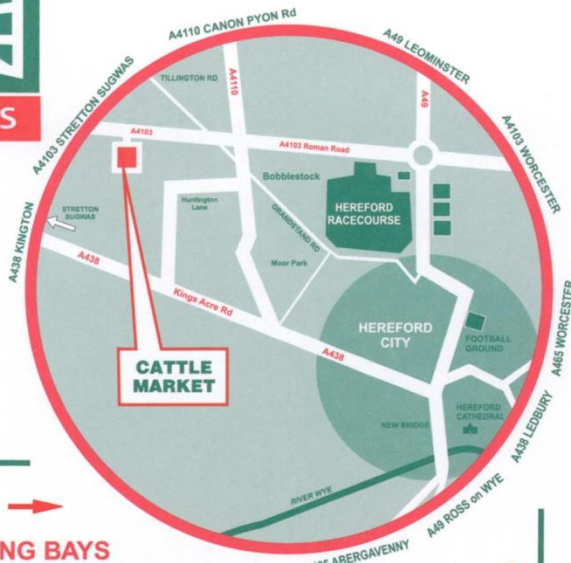 A4110 CANON PYON Rd
A49 LEOMINSTER
A4103 STRETTON SUGWAS
TILLINGTON RD
A4110
A49
A4103 WORCESTER
S
A4103
A4103 Roman Road
Bobblestock
HEREFORD
RACECOURSE
Huntington
Lane
GRANDSTAND RD
STRETTON
SUGWAS
A438 KINGTON
A438
Moor Park
Kings Acre Rd
HEREFORD
CITY
A438
FOOTBALL
GROUND
A465 WORCESTER
CATTLE
MARKET
HEREFORD
CATHEDRAL
NEW BRIDGE
A438 LEDBURY
RIVER WYE
A49 ROSS on WYE
ABERGAVENNY
NG BAYS